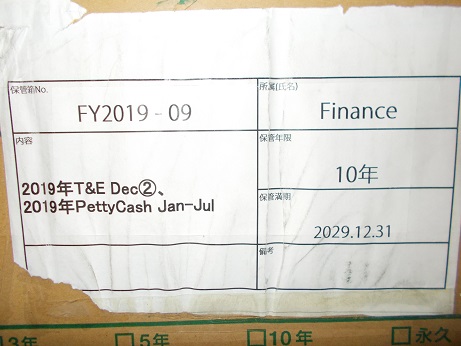 保管箱No.
FY2019 - 09
所属(氏名)
Finance
内容
2019年T&E Dec②、
2019年PettyCash Jan-Jul
保管年限
10年
保管満期
2029.12.31
備考
3年 □5年 □10年 □永久